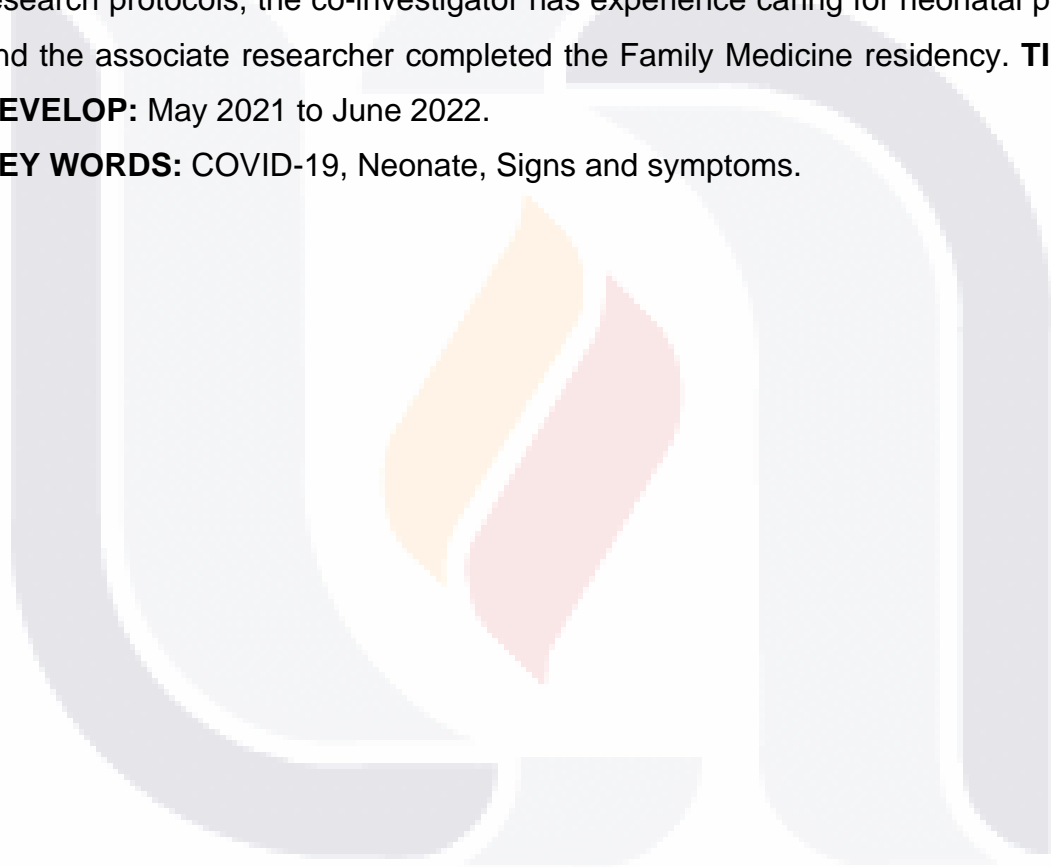 esearch protocols, the co-investigator has experience caring for neonatal p
nd the associate researcher completed the Family Medicine residency. TI
EVELOP: May 2021 to June 2022.
EY WORDS: COVID-19, Neonate, Signs and symptoms.